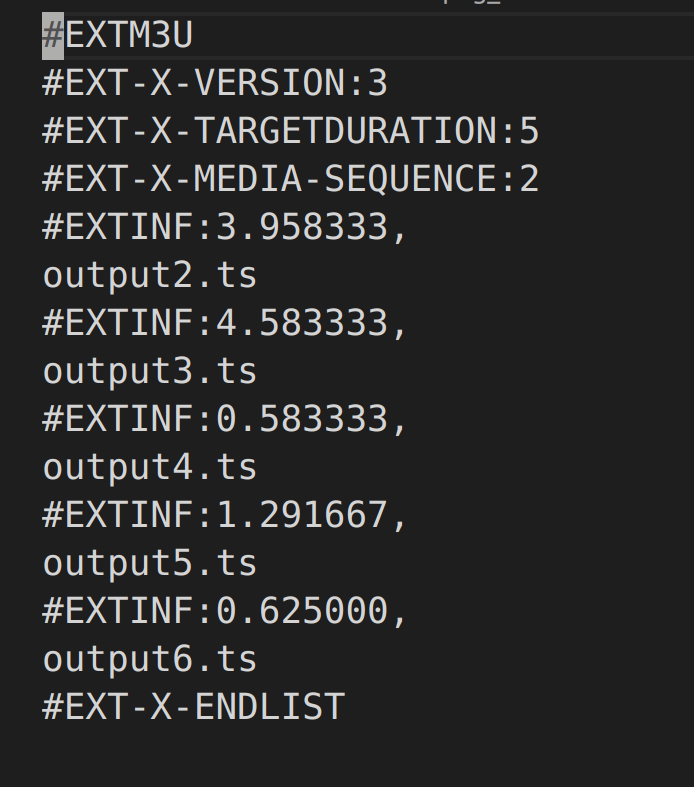 #EXTM3U
#EXT-X-VERSION:3
#EXT-X-TARGETDURATION:5
#EXT-X-MEDIA-SEQUENCE:2
#EXTINF:3.958333,
output2.ts
#EXTINF:4.583333,
output3.ts
#EXTINF:0.583333,
output4.ts
#EXTINF:1.291667,
output5.ts
#EXTINF:0.625000,
output6.ts
#EXT-X-ENDLIST